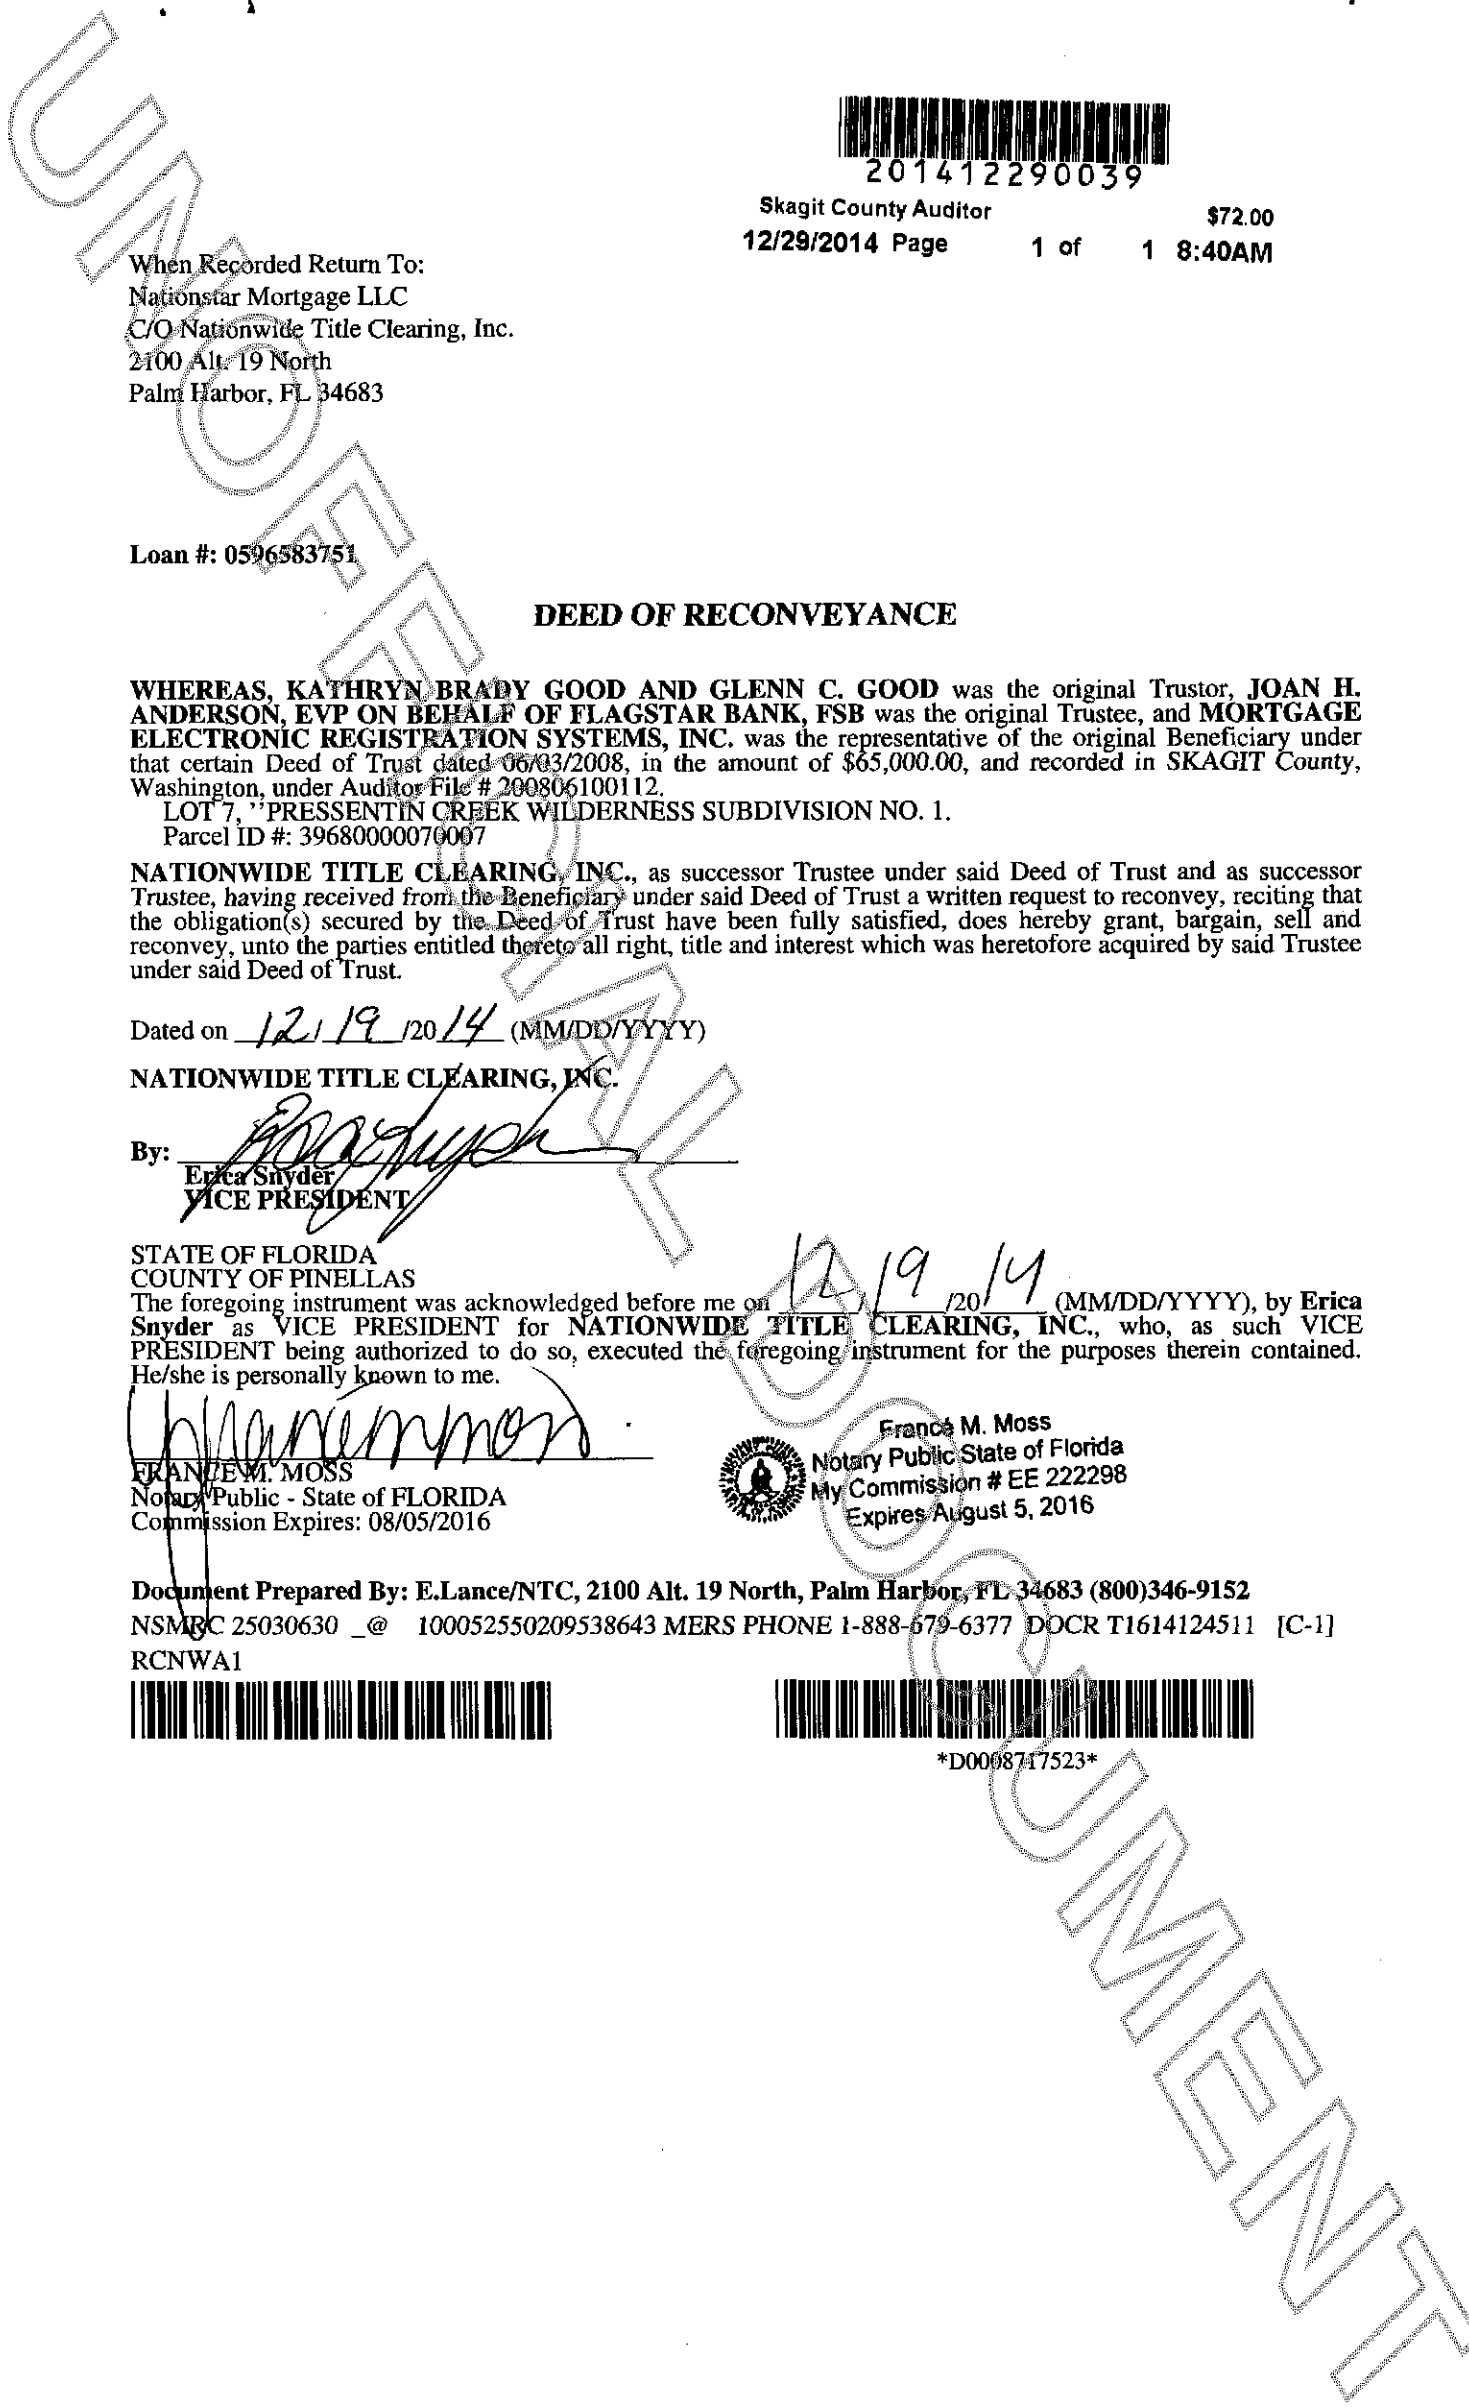 201412290039
Skagit County Auditor $72.00
12/29/2014 Page 1 of 1 8:40AM
When Recorded Return To:
Nationstar Mortgage LLC
C/O Nationwide Title Clearing, Inc.
2100 Alt. 19 North
Palm Harbor, FL 34683
Loan #: 0596583751
DEED OF RECONVEYANCE
WHEREAS, KATHRYN BRADY GOOD AND GLENN C. GOOD was the original Trustor, JOAN H.
ANDERSON, EVP ON BEHALF OF FLAGSTAR BANK, FSB was the original Trustee, and MORTGAGE
ELECTRONIC REGISTRATION SYSTEMS, INC. was the representative of the original Beneficiary under
that certain Deed of Trust dated 06/03/2008, in the amount of $65,000.00, and recorded in SKAGIT County,
Washington, under Auditor File # 200806100112.
LOT 7, ''PRESSENTIN CREEK WILDERNESS SUBDIVISION NO. 1.
Parcel ID #: 39680000070007
NATIONWIDE TITLE CLEARING, INC., as successor Trustee under said Deed of Trust and as successor
Trustee, having received from the Beneficiary under said Deed of Trust a written request to reconvey, reciting that
the obligation(s) secured by the Deed of Trust have been fully satisfied, does hereby grant, bargain, sell and
reconvey, unto the parties entitled thereto all right, title and interest which was heretofore acquired by said Trustee
under said Deed of Trust.
Dated on 12/ 19 /20 14 (MM/DD/YYYY)
NATIONWIDE TITLE CLEARING, INC.
By:
Erica Snyder
VICE PRESIDENT
STATE OF FLORIDA
COUNTY OF PINELLAS
The foregoing instrument was acknowledged before me on 12 / 19 /20 14 (MM/DD/YYYY), by Erica
Snyder as VICE PRESIDENT for NATIONWIDE TITLE CLEARING, INC., who, as such VICE
PRESIDENT being authorized to do so, executed the foregoing instrument for the purposes therein contained.
He/she is personally known to me.
FRANCE M. MOSS
Notary Public - State of FLORIDA
Commission Expires: 08/05/2016
France M. Moss
Notary Public State of Florida
My Commission # EE 222298
Expires August 5, 2016
Document Prepared By: E.Lance/NTC, 2100 Alt. 19 North, Palm Harbor, FL 34683 (800)346-9152
NSMRC 25030630 _@ 100052550209538643 MERS PHONE 1-888-679-6377 DOCR T1614124511 [C-1]
RCNWA1
*D0008717523*
UNOFFICIAL DOCUMENT